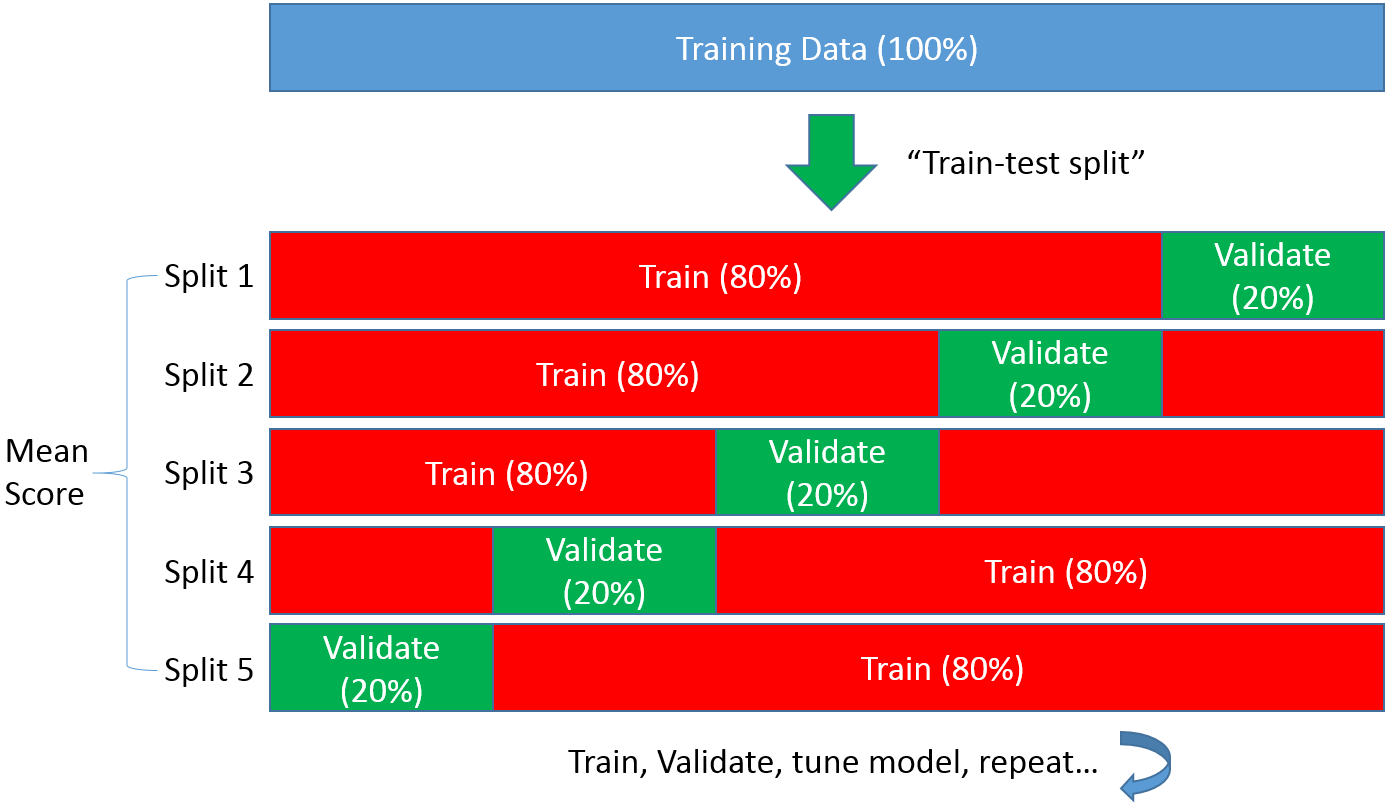 Training Data (100%)
“Train-test split”
Split 1
Train (80%)
Validate
(20%)
Split 2
Train (80%)
Validate
(20%)
Mean
Score
Split 3
Train (80%)
Validate
(20%)
Split 4
Validate
(20%)
Train (80%)
Split 5
Validate
(20%)
Train (80%)
Train, Validate, tune model, repeat…